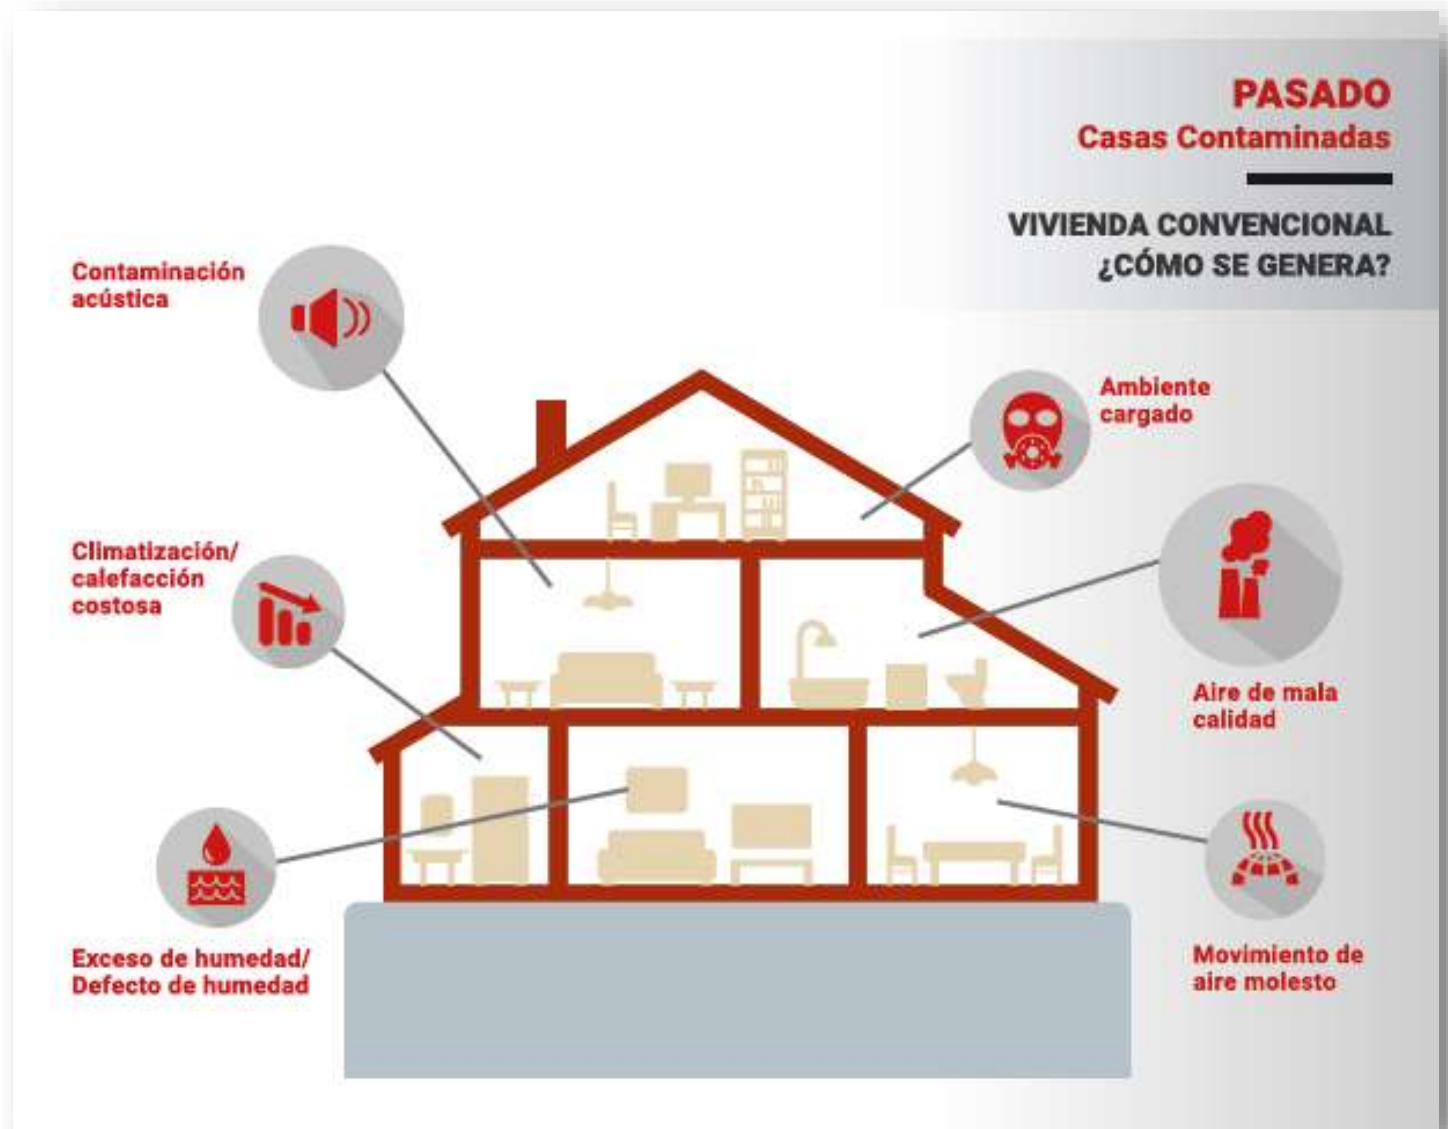 PASADO
Casas Contaminadas
VIVIENDA CONVENCIONAL
¿CÓMO SE GENERA?
Contaminación
acústica
Ambiente
cargado
Climatización/
calefacción
costosa
Aire de mala
calidad
Exceso de humedad/
Defecto de humedad
Movimiento de
aire molesto